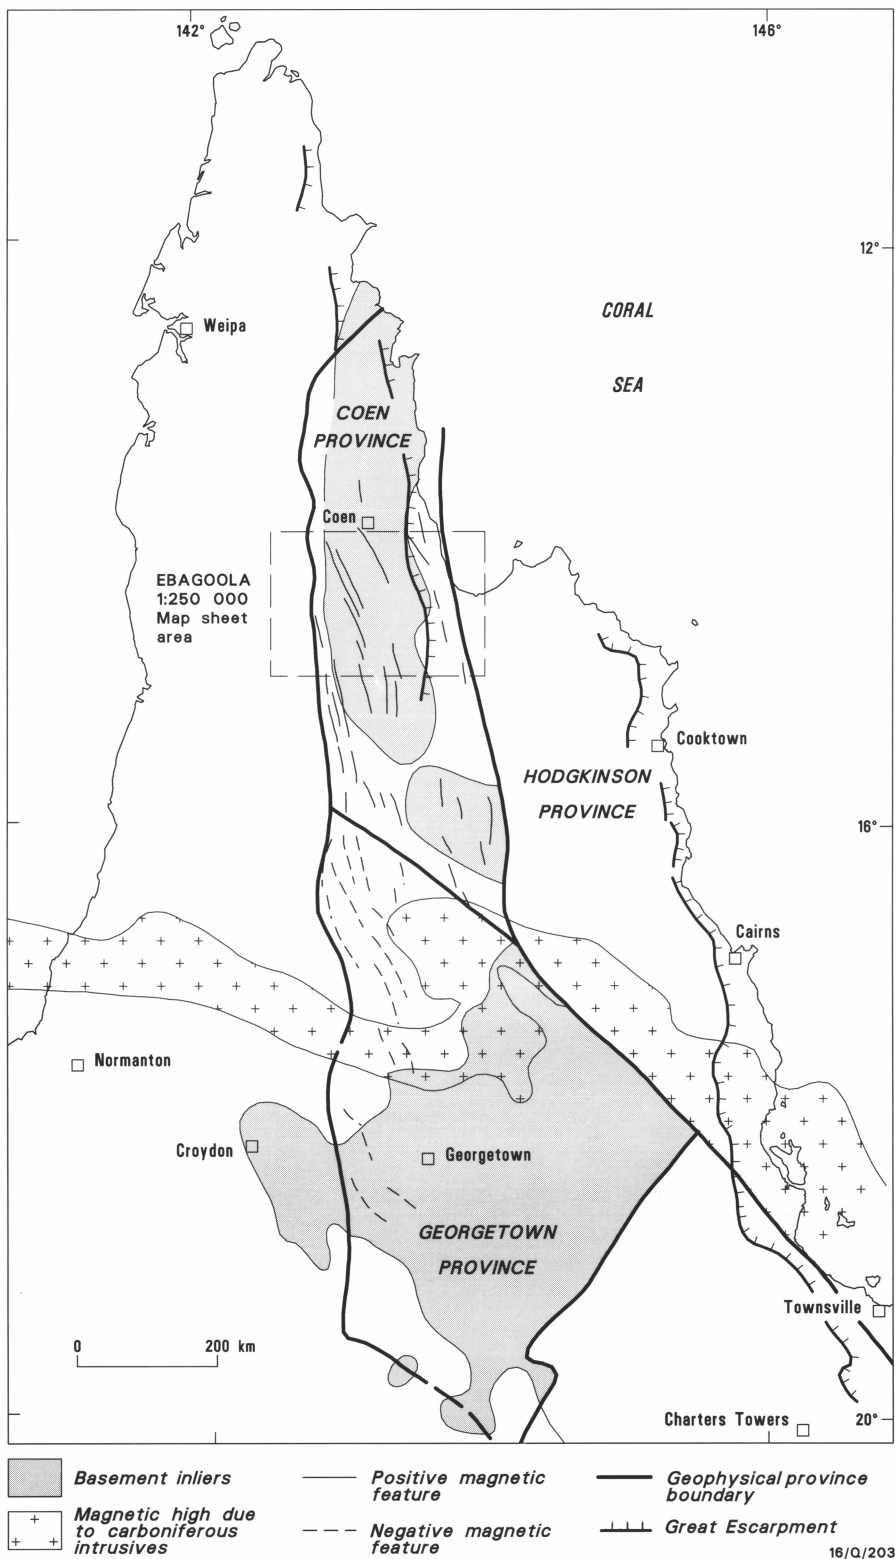 142°
146°
12°
CORAL
SEA
Weipa
COEN
PROVINCE
Coen
EBAGOOLA
1:250 000
Map sheet
area
Cooktown
HODGKINSON
PROVINCE
16°
Cairns
Normanton
Croydon
Georgetown
GEORGETOWN
PROVINCE
Townsville
0 200 km
Charters Towers
20°
Basement inliers
Magnetic high due
to carboniferous
intrusives
Positive magnetic
feature
Negative magnetic
feature
Geophysical province
boundary
Great Escarpment
16/Q/203